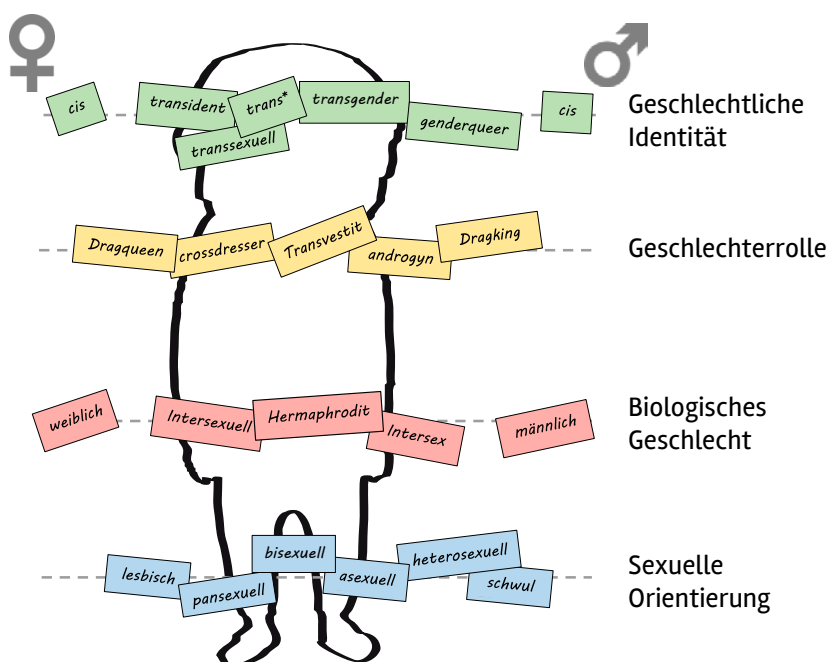 cis
transident
trans*
transgender
transsexuell
genderqueer
cis
Geschlechtliche
Identität
Dragqueen
crossdresser
Transvestit
androgyn
Dragking
Geschlechterrolle
weiblich
Intersexuell
Hermaphrodit
Intersex
männlich
Biologisches
Geschlecht
lesbisch
pansexuell
bisexuell
asexuell
heterosexuell
schwul
Sexuelle
Orientierung